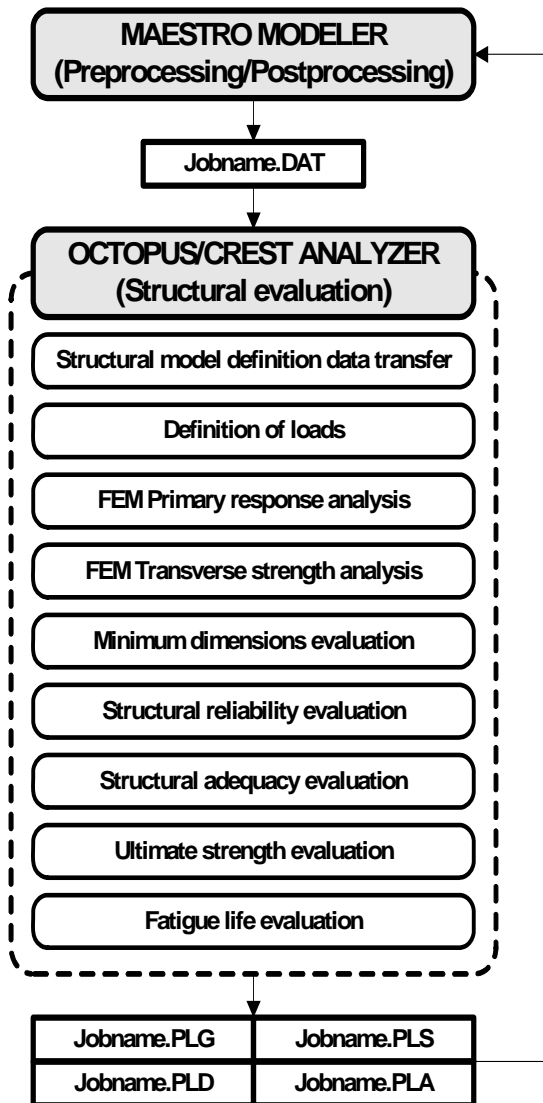 MAESTRO MODELER
(Preprocessing/Postprocessing)
Jobname.DAT
OCTOPUS/CREST ANALYZER
(Structural evaluation)
Structural model definition data transfer
Definition of loads
FEM Primary response analysis
FEM Transverse strength analysis
Minimum dimensions evaluation
Structural reliability evaluation
Structural adequacy evaluation
Ultimate strength evaluation
Fatigue life evaluation
Jobname.PLG
Jobname.PLS
Jobname.PLD
Jobname.PLA